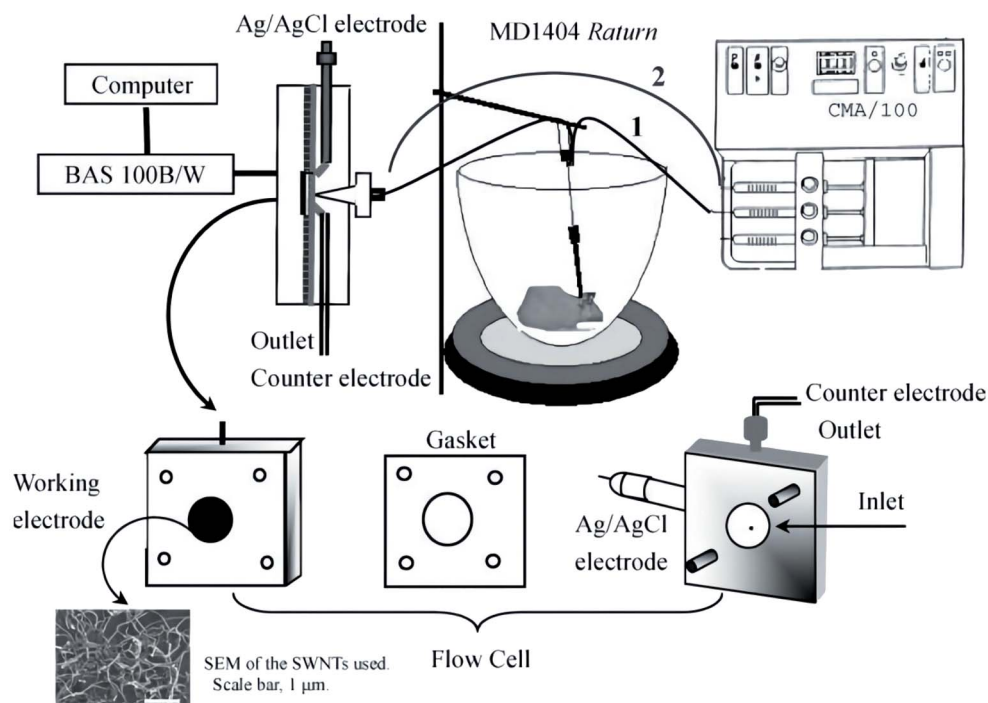 Ag/AgCl electrode
MD1404 Raturn
Computer
BAS 100B/W
2
1
CMA/100
Outlet
Counter electrode
Counter electrode
Outlet
Gasket
Working
electrode
Inlet
Ag/AgCl
electrode
Flow Cell
SEM of the SWNTs used.
Scale bar, 1 μm.